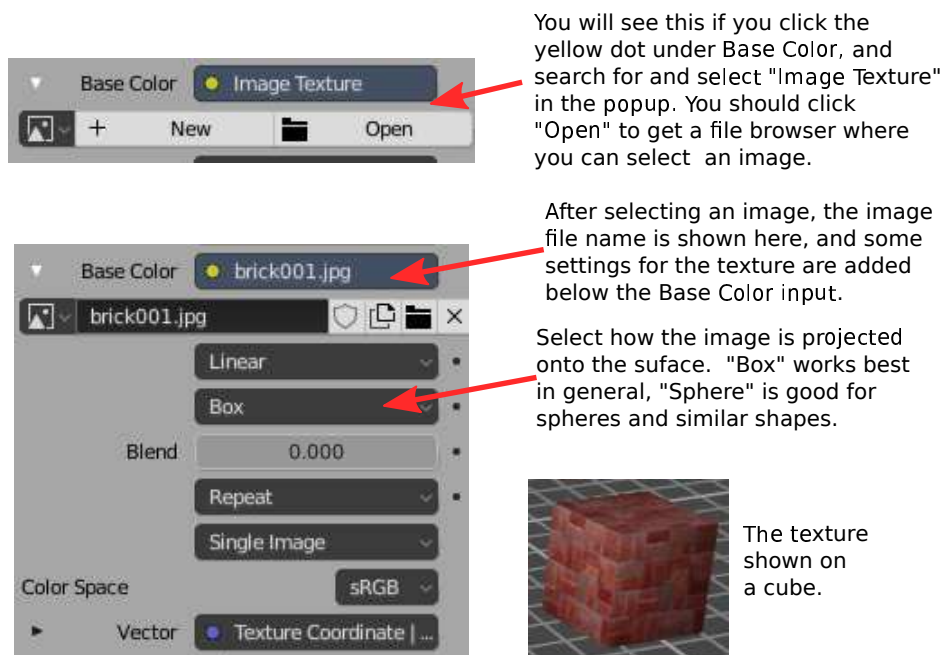 You will see this if you click the
yellow dot under Base Color, and
search for and select "Image Texture"
in the popup. You should click
"Open" to get a file browser where
you can select  an image.
Base Color Image Texture
+ New Open
After selecting an image, the image
file name is shown here, and some
settings for the texture are added
below the Base Color input.
Base Color brick001.jpg
brick001.jpg
Select how the image is projected
onto the suface.  "Box" works best
in general, "Sphere" is good for
spheres and similar shapes.
Linear
Box
Blend 0.000
Repeat
Single Image
Color Space sRGB
Vector Texture Coordinate | ...
The texture
shown on
a cube.